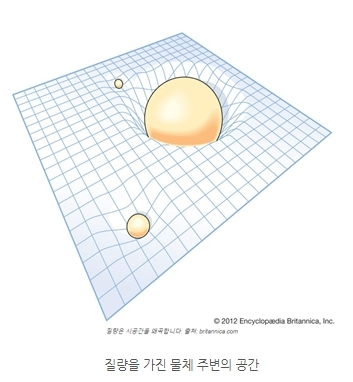 © 2012 Encyclopædia Britannica, Inc.
질량은 시공간을 왜곡합니다. 출처: britannica.com
질량을 가진 물체 주변의 공간